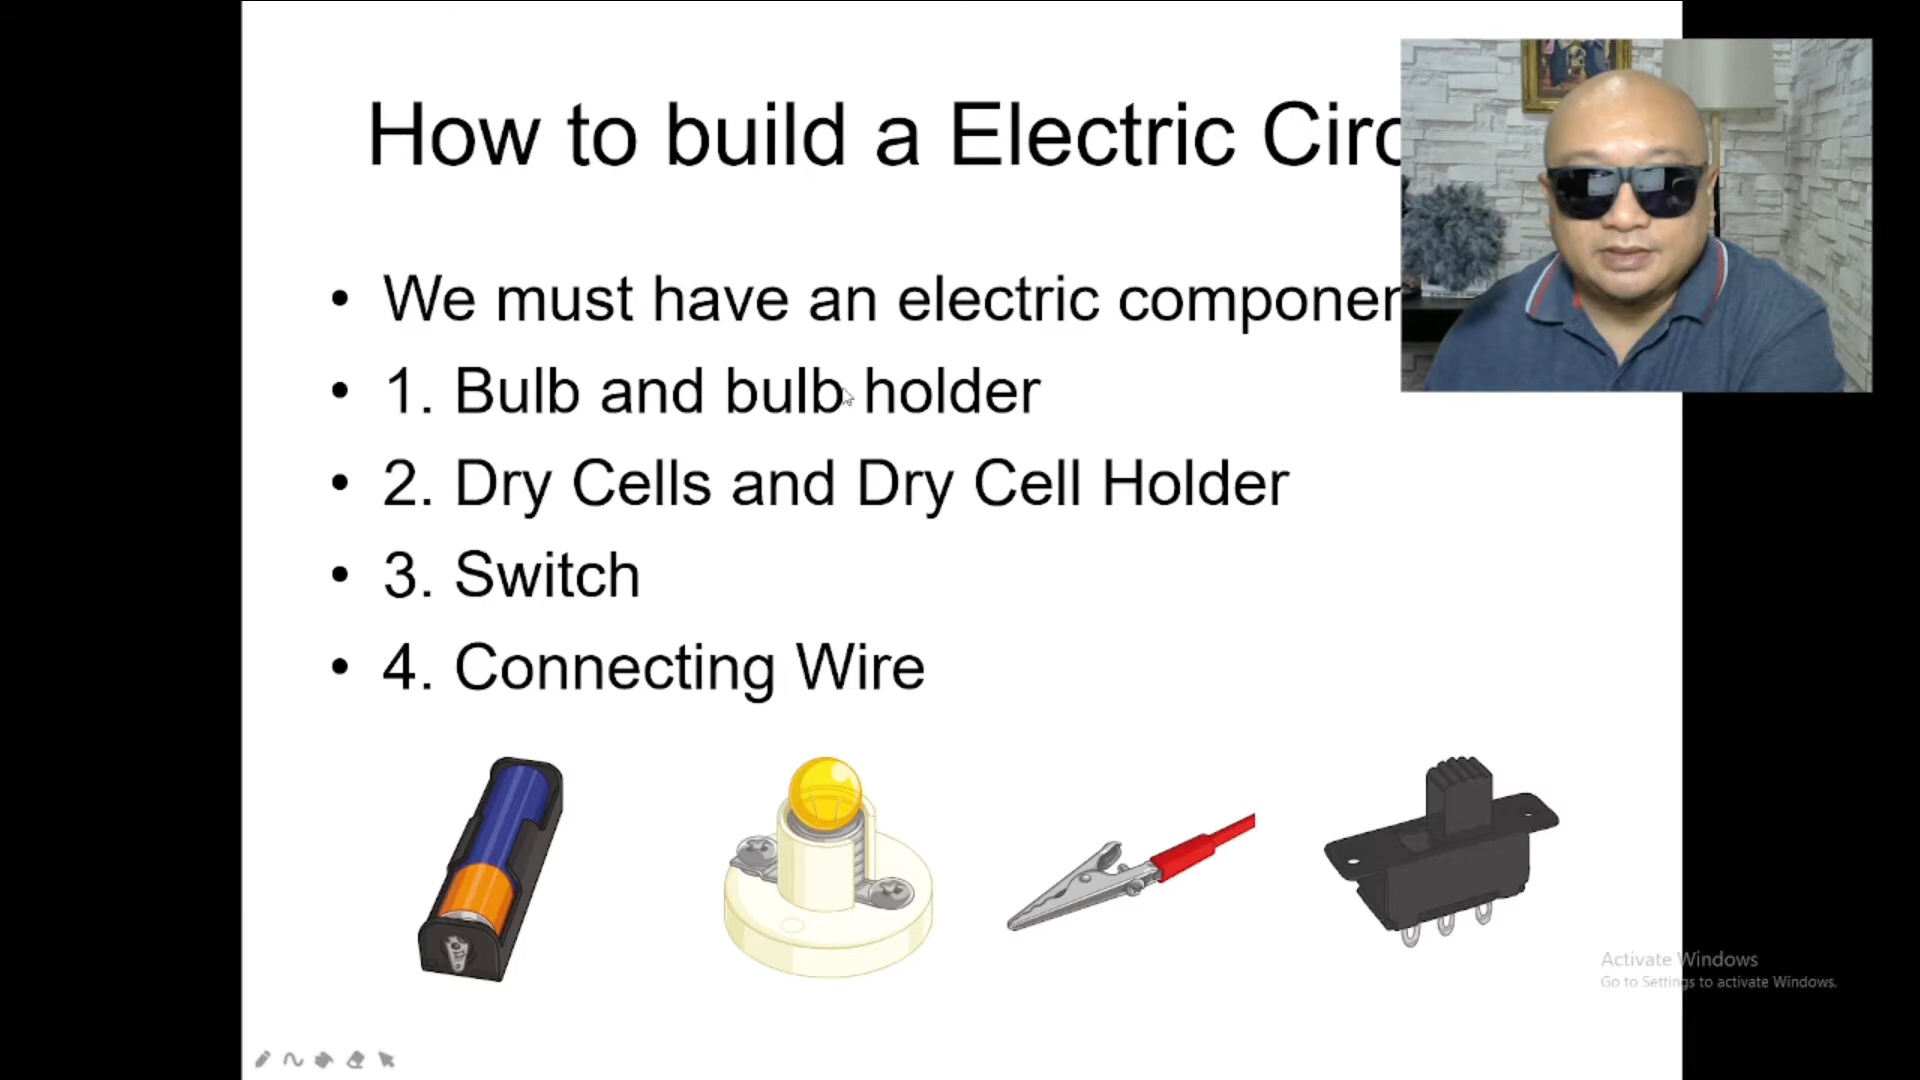 How to build a Electric Circ
We must have an electric componen
1. Bulb and bulb holder
2. Dry Cells and Dry Cell Holder
3. Switch
4. Connecting Wire
Activate Windows
Go to Settings to activate Windows.